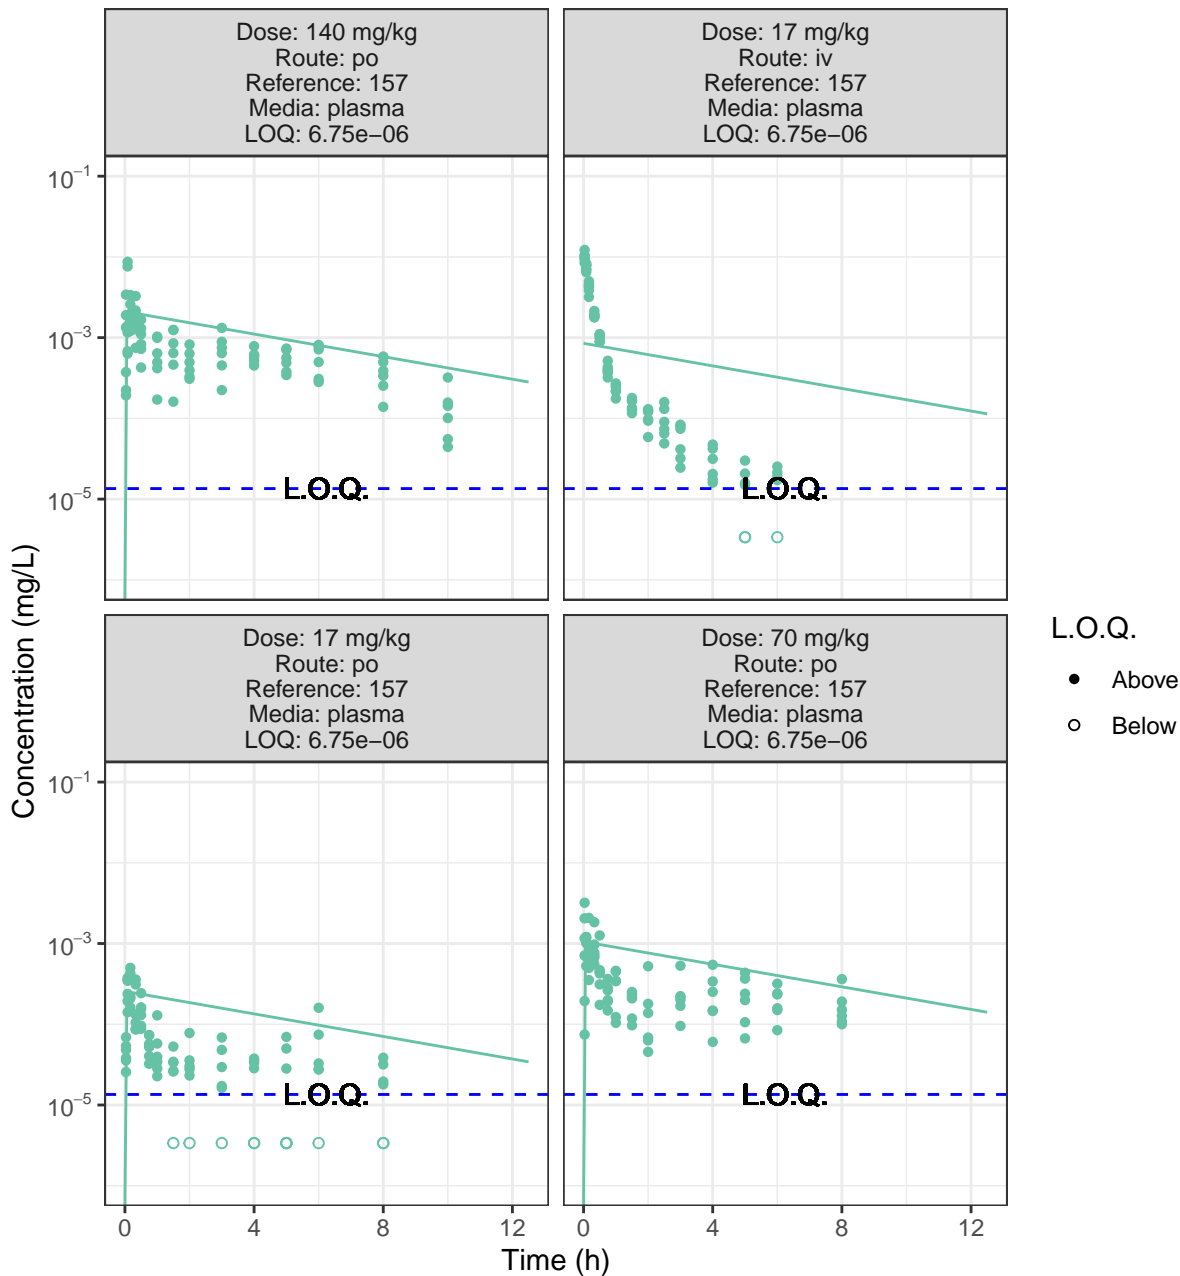 Dose: 140 mg/kg
Route: po
Reference: 157
Media: plasma
LOQ: 6.75e−06
Dose: 17 mg/kg
Route: iv
Reference: 157
Media: plasma
LOQ: 6.75e−06
10⁻¹
10⁻³
10⁻⁵
L.O.Q.
L.O.Q.
Dose: 17 mg/kg
Route: po
Reference: 157
Media: plasma
LOQ: 6.75e−06
Dose: 70 mg/kg
Route: po
Reference: 157
Media: plasma
LOQ: 6.75e−06
10⁻¹
10⁻³
10⁻⁵
L.O.Q.
L.O.Q.
0 4 8 12
0 4 8 12
Time (h)
Concentration (mg/L)
L.O.Q.
Above
Below